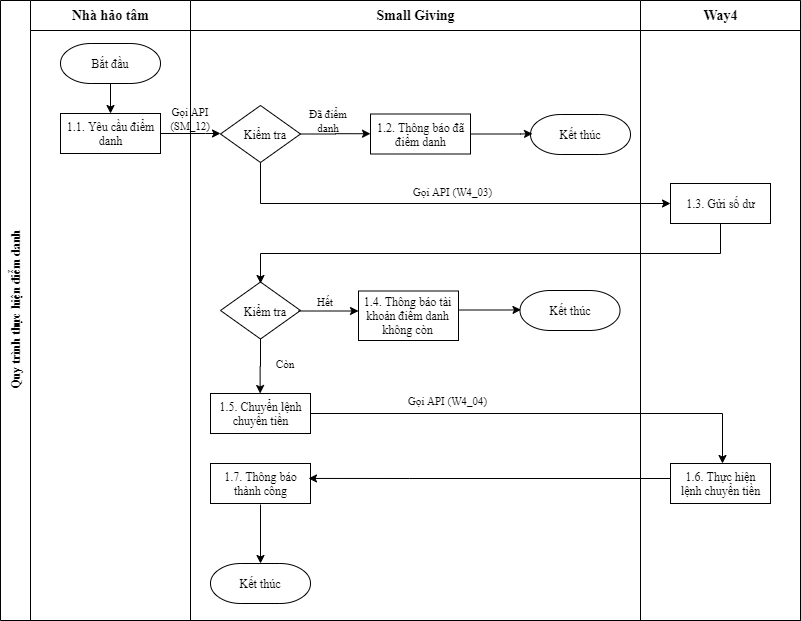 Nhà hảo tâm
Small Giving
Way4
Quy trình thực hiện điểm danh
Bắt đầu
1.1. Yêu cầu điểm
danh
Gọi API
(SM_12)
Kiểm tra
Đã điểm
danh
1.2. Thông báo đã
điểm danh
Kết thúc
Gọi API (W4_03)
1.3. Gửi số dư
Kiểm tra
Hết
1.4. Thông báo tài
khoản điểm danh
không còn
Kết thúc
Còn
1.5. Chuyển lệnh
chuyển tiền
Gọi API (W4_04)
1.6. Thực hiện
lệnh chuyển tiền
1.7. Thông báo
thành công
Kết thúc